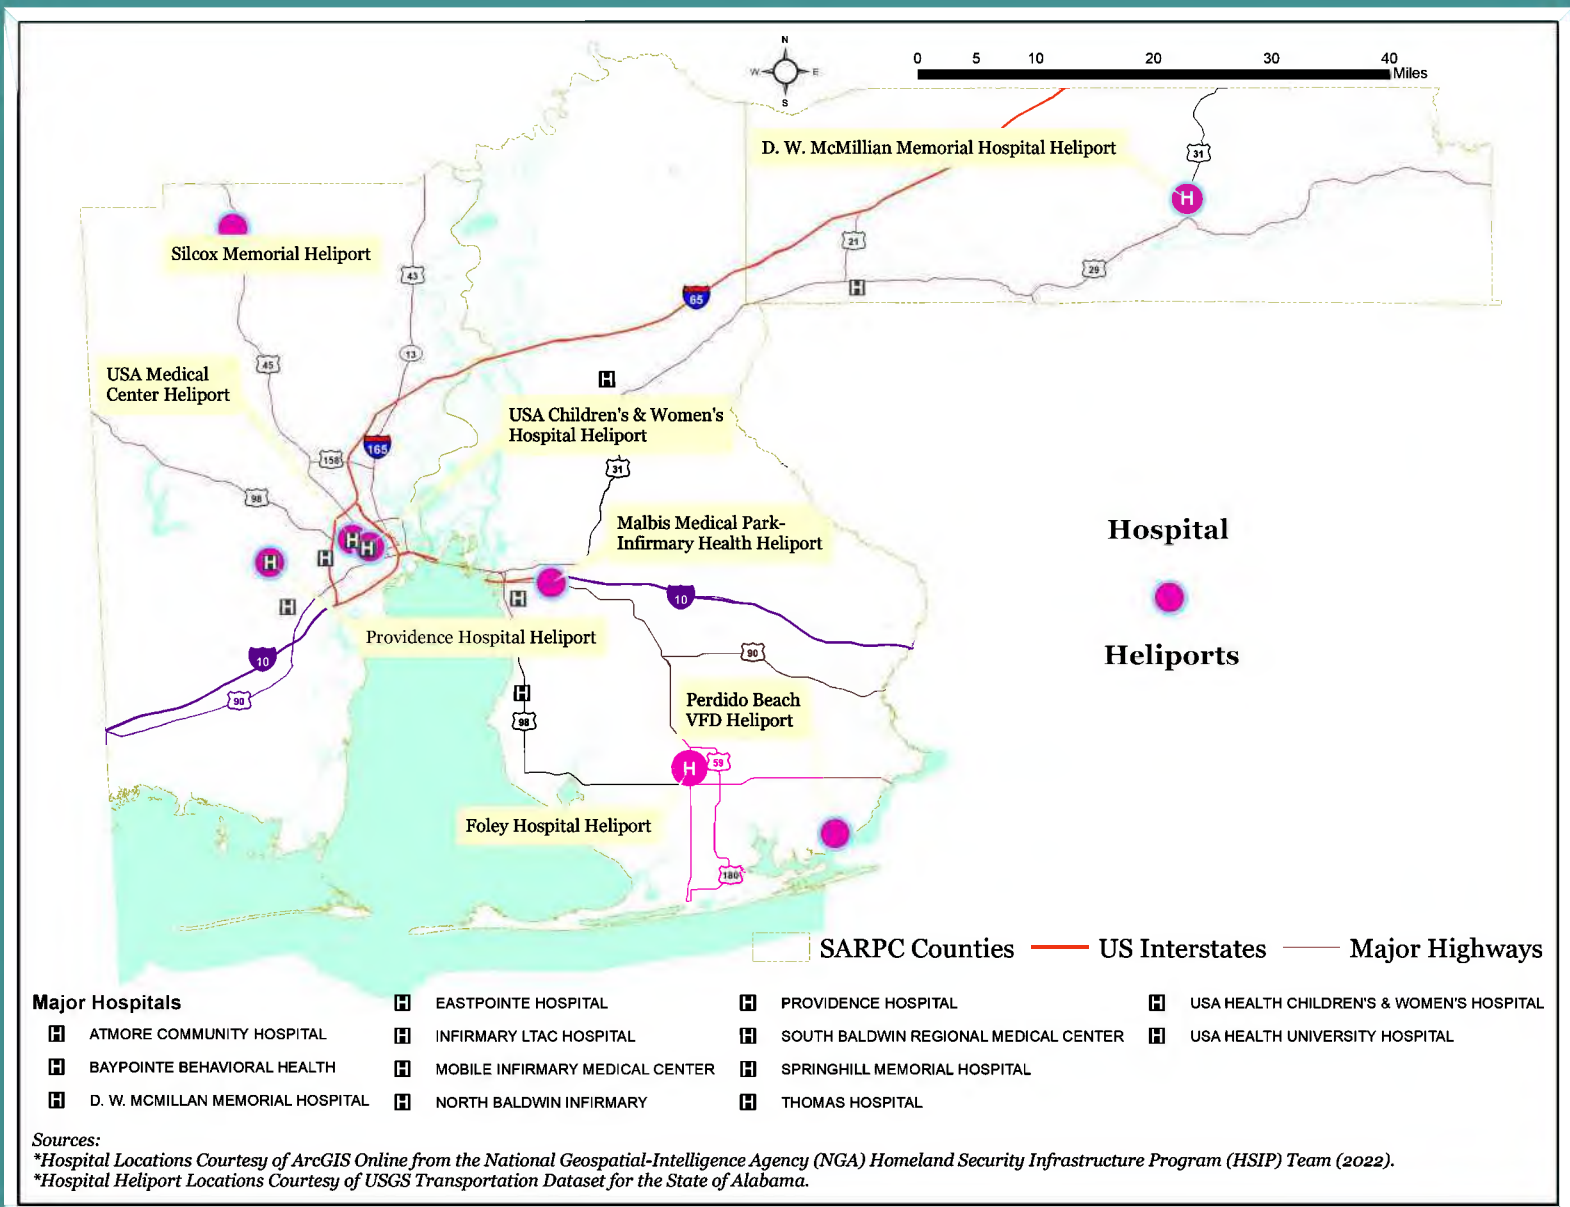 N
W
E
S
0 5 10 20 30 40
Miles
D. W. McMillian Memorial Hospital Heliport
31
H
Silcox Memorial Heliport
43
21
29
H
65
13
45
USA Medical
Center Heliport
H
USA Children's & Women's
Hospital Heliport
165
158
31
98
Malbis Medical Park-
Infirmary Health Heliport
Hospital
H
H
H
H
H
H
10
Heliports
Providence Hospital Heliport
10
90
90
H
98
Perdido Beach
VFD Heliport
H
59
Foley Hospital Heliport
180
SARPC Counties
US Interstates
Major Highways
Major Hospitals
H ATMORE COMMUNITY HOSPITAL
H BAYPOINTE BEHAVIORAL HEALTH
H D. W. MCMILLAN MEMORIAL HOSPITAL
H EASTPOINTE HOSPITAL
H INFIRMARY LTAC HOSPITAL
H MOBILE INFIRMARY MEDICAL CENTER
H NORTH BALDWIN INFIRMARY
H PROVIDENCE HOSPITAL
H SOUTH BALDWIN REGIONAL MEDICAL CENTER
H SPRINGHILL MEMORIAL HOSPITAL
H THOMAS HOSPITAL
H USA HEALTH CHILDREN'S & WOMEN'S HOSPITAL
H USA HEALTH UNIVERSITY HOSPITAL
Sources:
*Hospital Locations Courtesy of ArcGIS Online from the National Geospatial-Intelligence Agency (NGA) Homeland Security Infrastructure Program (HSIP) Team (2022).
*Hospital Heliport Locations Courtesy of USGS Transportation Dataset for the State of Alabama.